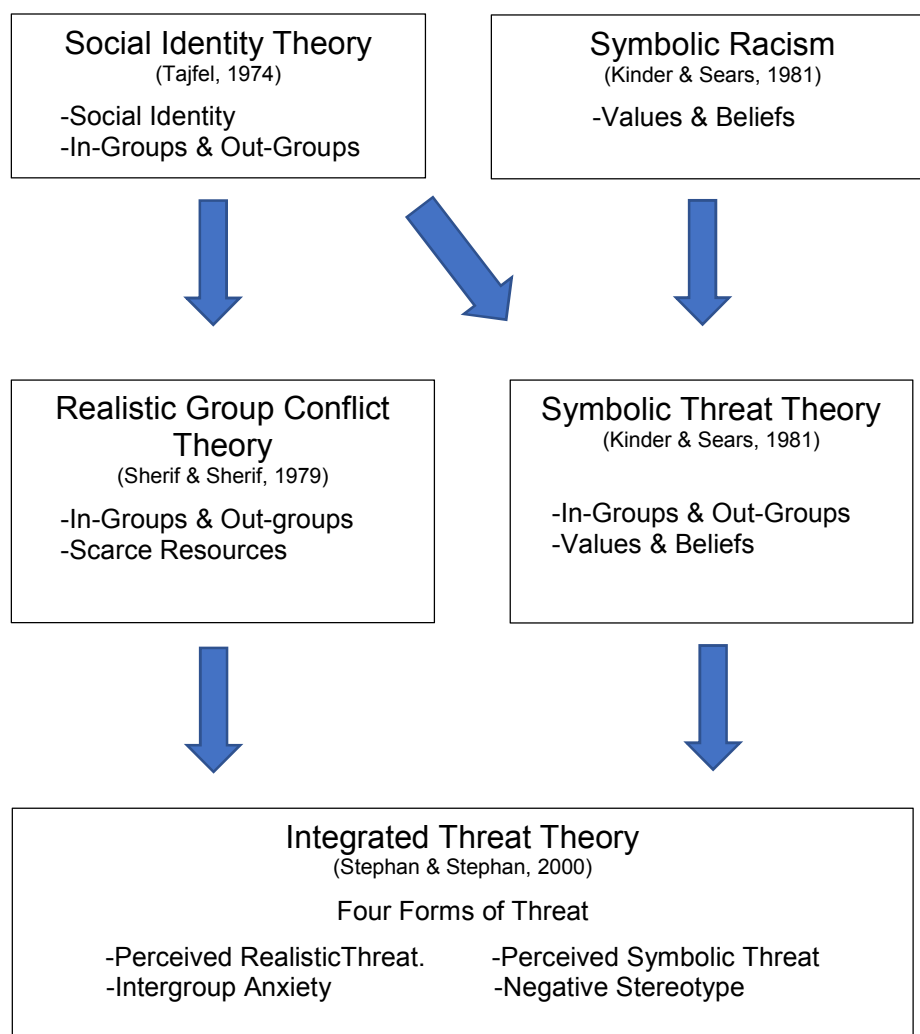 Social Identity Theory
(Tajfel, 1974)
-Social Identity
-In-Groups & Out-Groups
Symbolic Racism
(Kinder & Sears, 1981)
-Values & Beliefs
Realistic Group Conflict
Theory
(Sherif & Sherif, 1979)
-In-Groups & Out-groups
-Scarce Resources
Symbolic Threat Theory
(Kinder & Sears, 1981)
-In-Groups & Out-Groups
-Values & Beliefs
Integrated Threat Theory
(Stephan & Stephan, 2000)
Four Forms of Threat
-Perceived RealisticThreat.
-Perceived Symbolic Threat
-Intergroup Anxiety
-Negative Stereotype